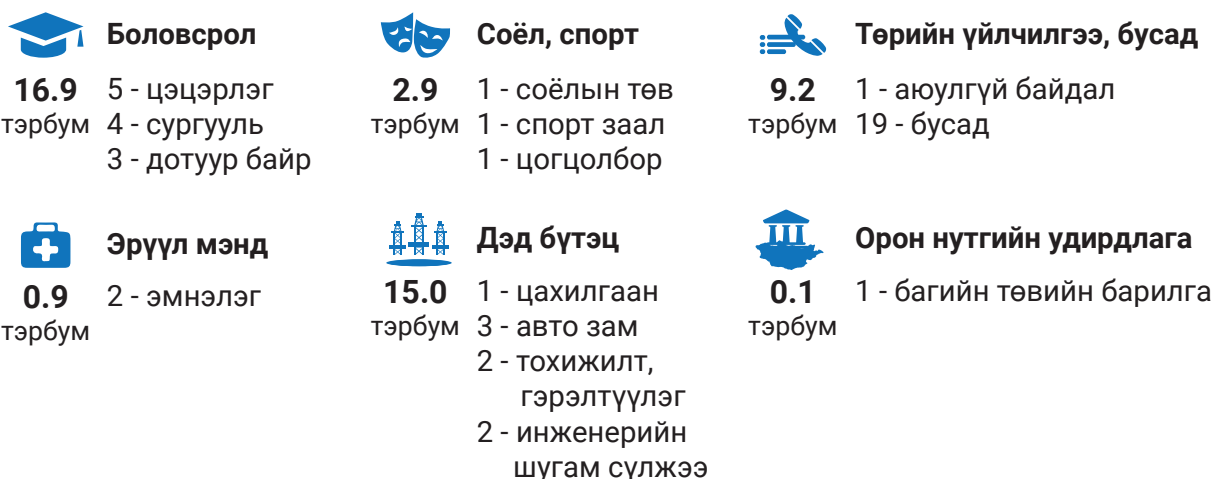 Боловсрол
16.9
тэрбум
5 - цэцэрлэг
4 - сургууль
3 - дотуур байр
Соёл, спорт
2.9
тэрбум
1 - соёлын төв
1 - спорт заал
1 - цогцолбор
Төрийн үйлчилгээ, бусад
9.2
тэрбум
1 - аюулгүй байдал
19 - бусад
Эрүүл мэнд
0.9
тэрбум
2 - эмнэлэг
Дэд бүтэц
15.0
тэрбум
1 - цахилгаан
3 - авто зам
2 - тохижилт,
гэрэлтүүлэг
2 - инженерийн
шугам сүлжээ
Орон нутгийн удирдлага
0.1
тэрбум
1 - багийн төвийн барилга